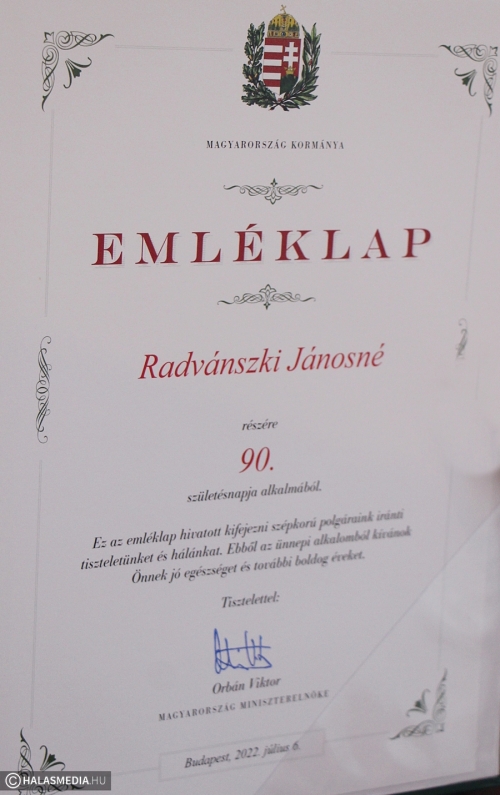 MAGYARORSZÁG KORMÁNYA
EMLÉKLAP
Radvánszki Jánosné
részére
90.
születésnapja alkalmából.
Ez az emléklap hivatott kifejezni szépkorú polgáraink iránti
tiszteletünket és hálánkat. Ebből az ünnepi alkalomból kívánok
Önnek jó egészséget és további boldog éveket.
Tisztelettel:
Orbán Viktor
MAGYARORSZÁG MINISZTERELNÖKE
Budapest, 2022. július 6.
© HALASMEDIA.HU